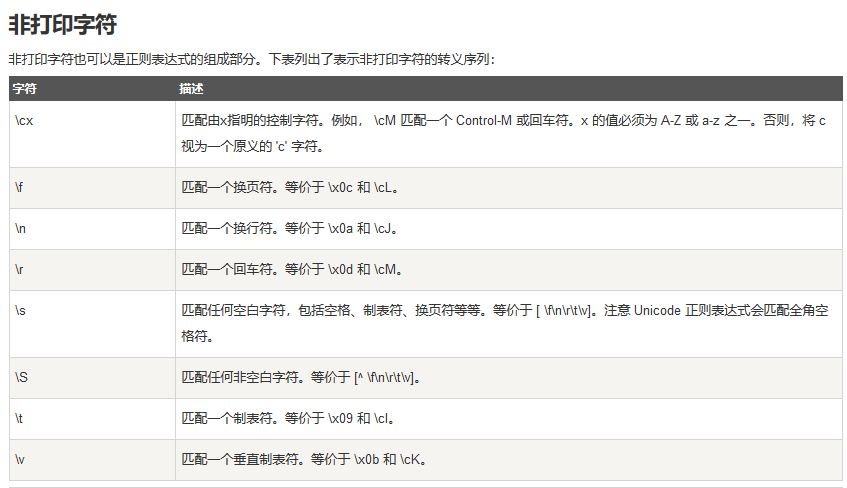 非打印字符
非打印字符也可以是正则表达式的组成部分。下表列出了表示非打印字符的转义序列：
字符 描述
\cx 匹配由x指明的控制字符。例如， \cM 匹配一个 Control-M 或回车符。x 的值必须为 A-Z 或 a-z 之一。否则，将 c
视为一个原义的 'c' 字符。
\f 匹配一个换页符。等价于 \x0c 和 \cL。
\n 匹配一个换行符。等价于 \x0a 和 \cJ。
\r 匹配一个回车符。等价于 \x0d 和 \cM。
\s 匹配任何空白字符，包括空格、制表符、换页符等等。等价于 [ \f\n\r\t\v]。注意 Unicode 正则表达式会匹配全角空
格符。
\S 匹配任何非空白字符。等价于 [^ \f\n\r\t\v]。
\t 匹配一个制表符。等价于 \x09 和 \cI。
\v 匹配一个垂直制表符。等价于 \x0b 和 \cK。